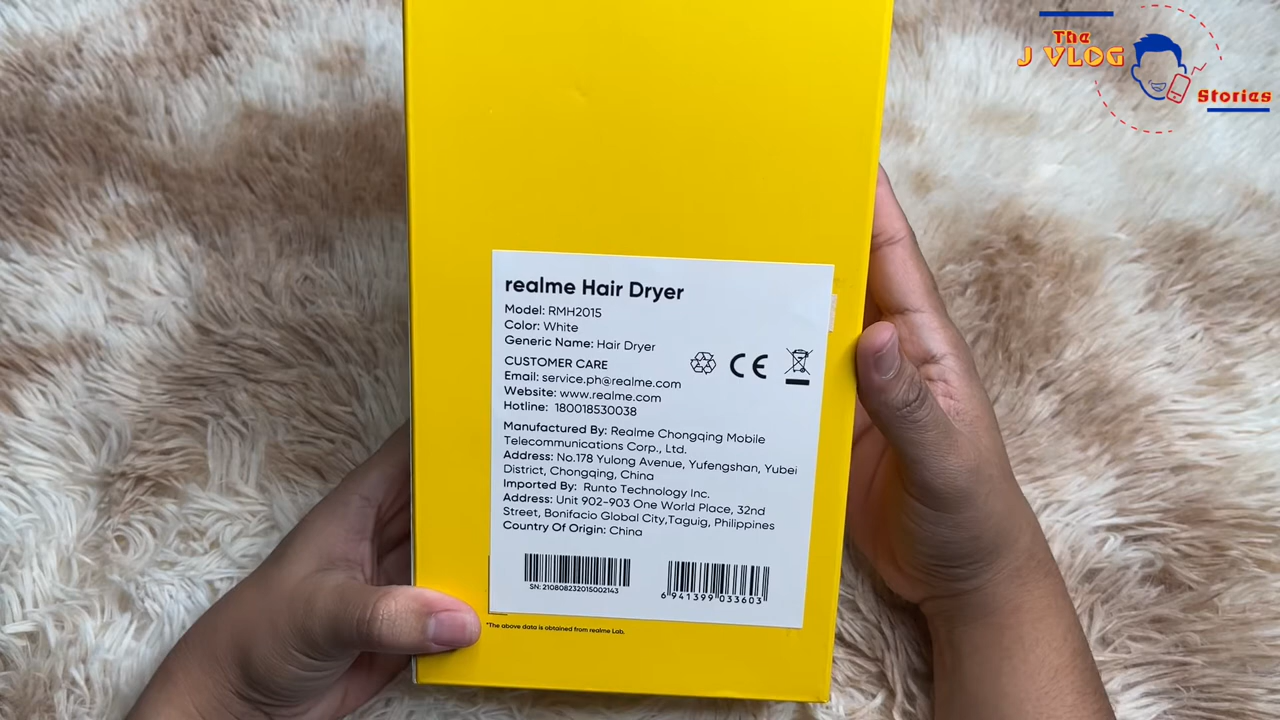 The
J VLOG
Stories
realme Hair Dryer
Model: RMH2015
Color: White
Generic Name: Hair Dryer
CUSTOMER CARE
Email: service.ph@realme.com
Website: www.realme.com
Hotline: 180018530038
CE
Manufactured By: Realme Chongqing Mobile
Telecommunications Corp., Ltd.
Address: No.178 Yulong Avenue, Yufengshan, Yubei
District, Chongqing, China
Imported By: Runto Technology Inc.
Address: Unit 902-903 One World Place, 32nd
Street, Bonifacio Global City,Taguig, Philippines
Country Of Origin: China
SN: 210808232015002143
6 941399 033603
*The above data is obtained from realme Lab.